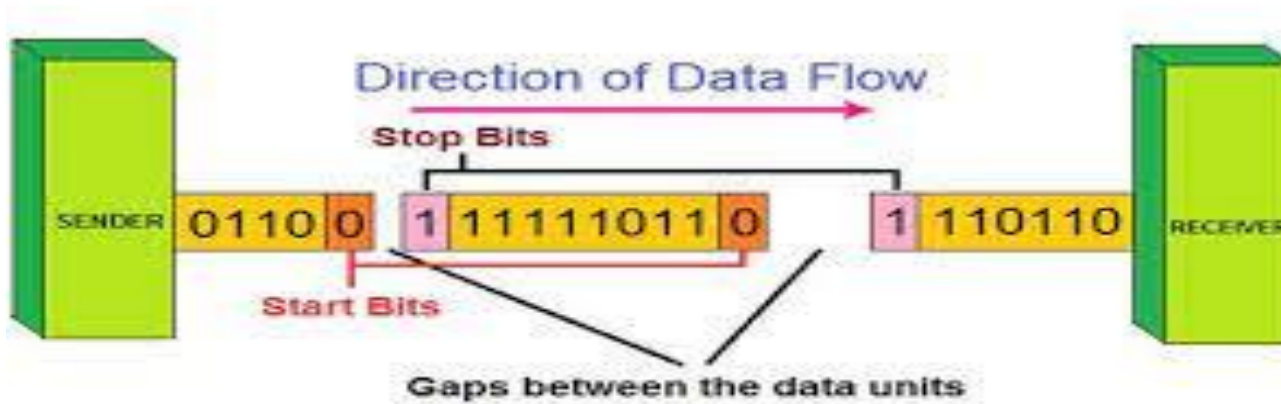 Direction of Data Flow
Stop Bits
SENDER 0110 0 1 11111011 0 1 110110 RECEIVER
Start Bits
Gaps between the data units